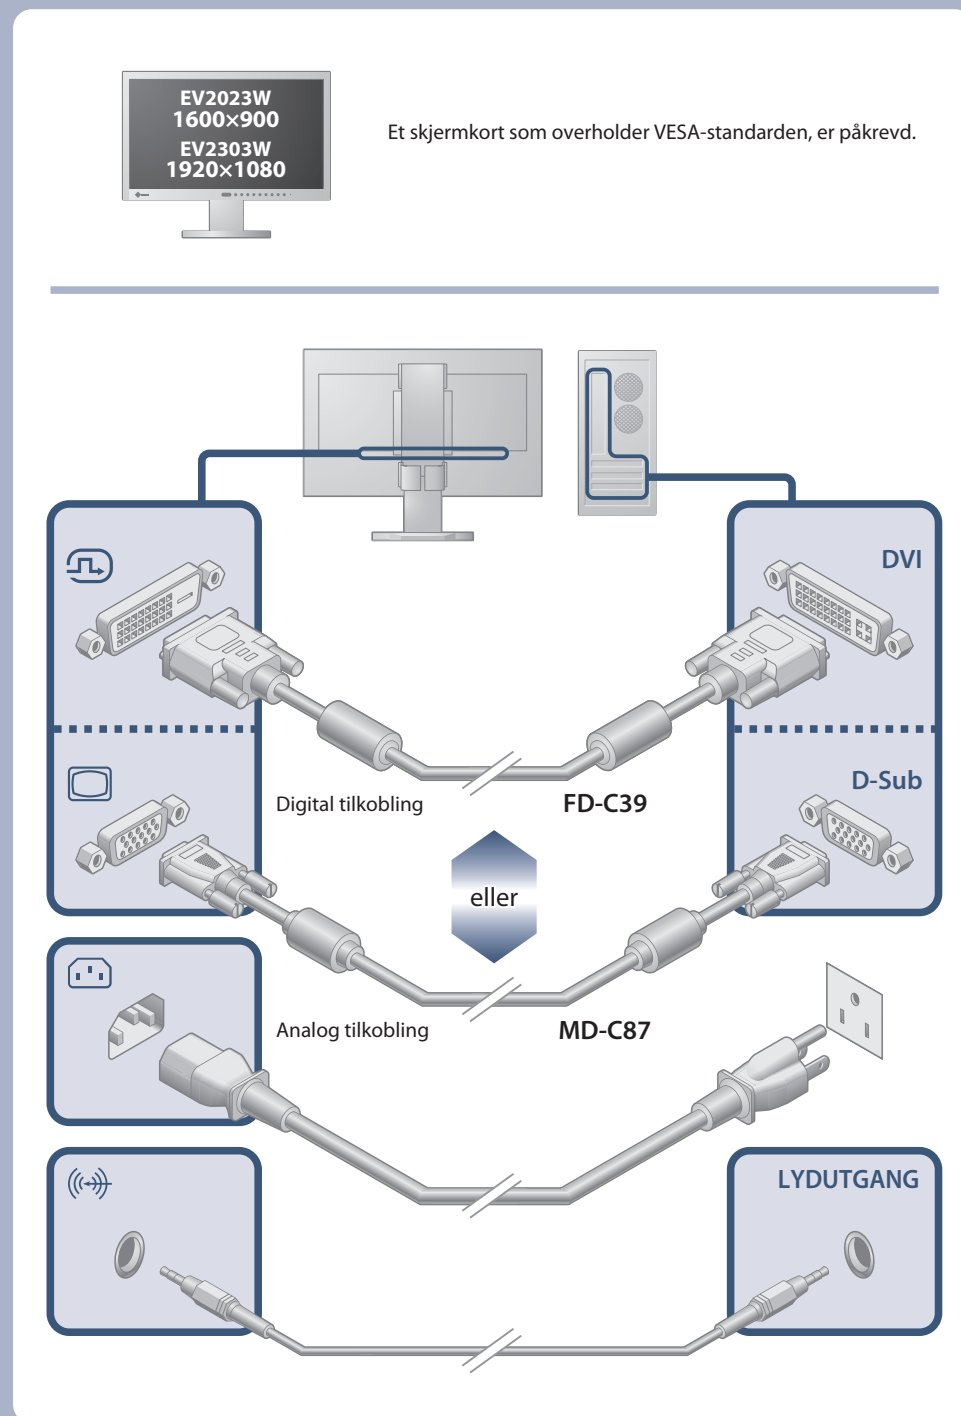 EV2023W
1600×900
EV2303W
1920×1080
Et skjermkort som overholder VESA-standarden, er påkrevd.
DVI
Digital tilkobling
FD-C39
D-Sub
eller
Analog tilkobling
MD-C87
LYDUTGANG